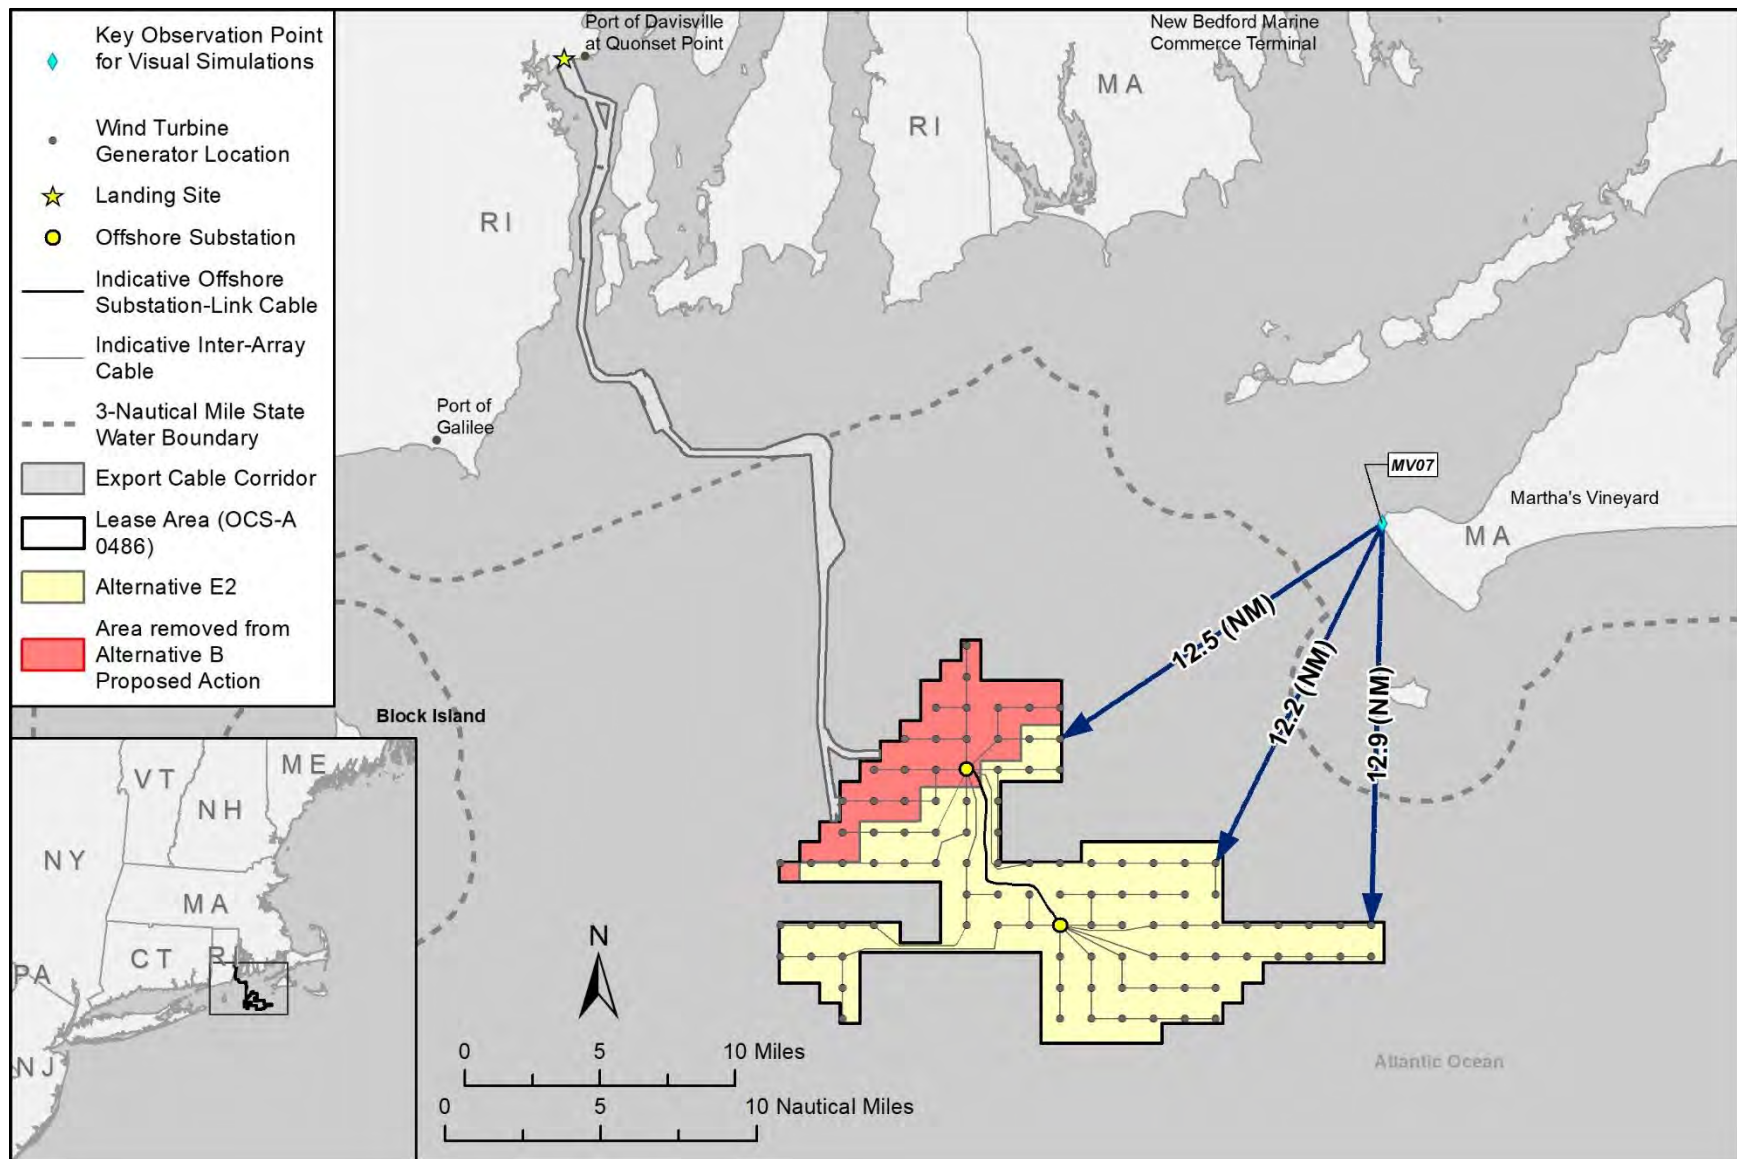 Key Observation Point
for Visual Simulations
Wind Turbine
Generator Location
Landing Site
Offshore Substation
Indicative Offshore
Substation-Link Cable
Indicative Inter-Array
Cable
3-Nautical Mile State
Water Boundary
Export Cable Corridor
Lease Area (OCS-A
0486)
Alternative E2
Area removed from
Alternative B
Proposed Action
Port of Davisville
at Quonset Point
New Bedford Marine
Commerce Terminal
MA
RI
RI
Port of
Galilee
MV07
Martha's Vineyard
MA
12.5 (NM)
12.2 (NM)
12.9 (NM)
Block Island
ME
VT
NH
NY
MA
CT
RI
PA
NJ
N
0 5 10 Miles
0 5 10 Nautical Miles
Atlantic Ocean